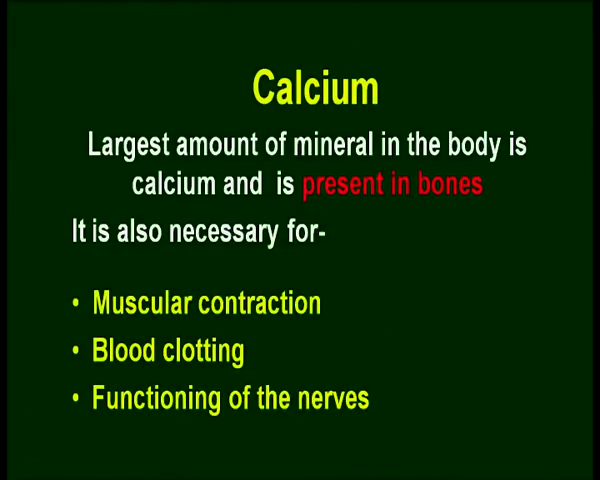 Calcium
Largest amount of mineral in the body is
calcium and is present in bones
It is also necessary for-
• Muscular contraction
• Blood clotting
• Functioning of the nerves